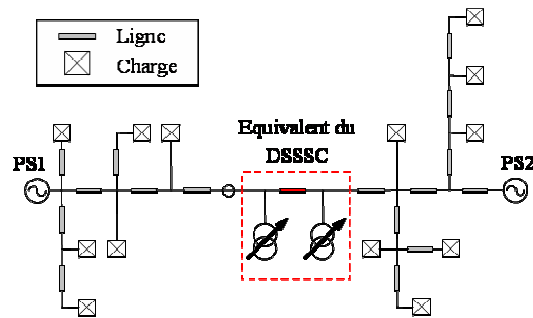 Ligne
Charge
Equivalent du
DSSSC
PS1
PS2